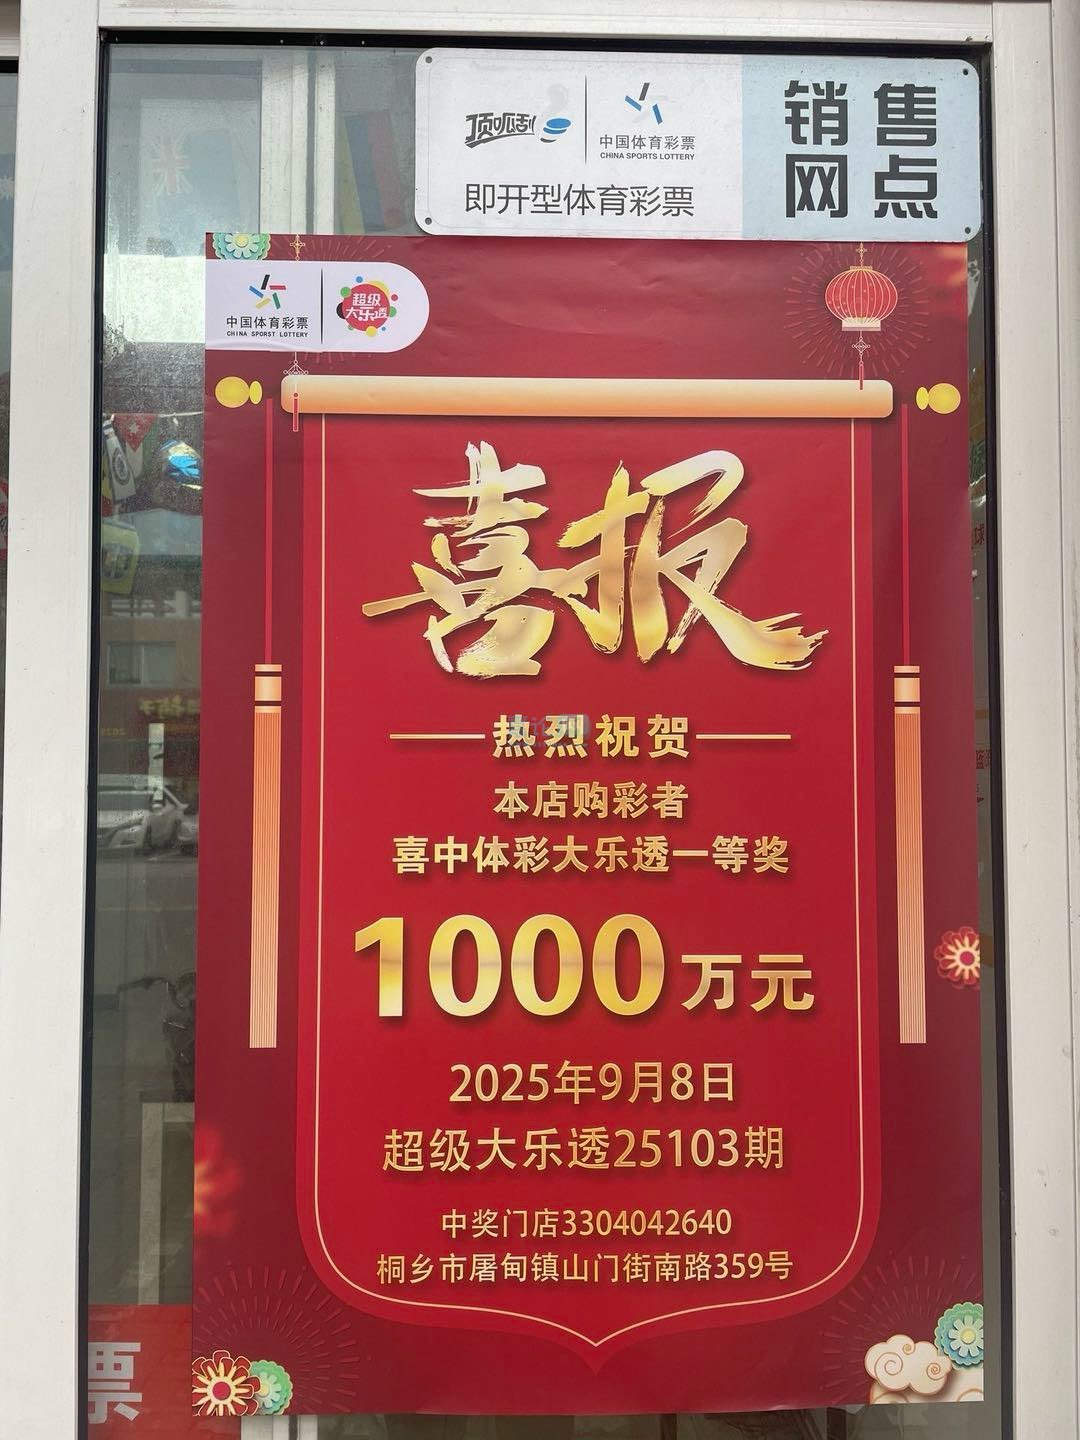 顶呱刮
中国体育彩票
CHINA SPORTS LOTTERY
即开型体育彩票
销售
网点
中国体育彩票
CHINA SPORST LOTTERY
超级
大乐透
喜报
热烈祝贺
本店购彩者
喜中体彩大乐透一等奖
1000万元
2025年9月8日
超级大乐透25103期
中奖门店3304042640
桐乡市屠甸镇山门街南路359号
票